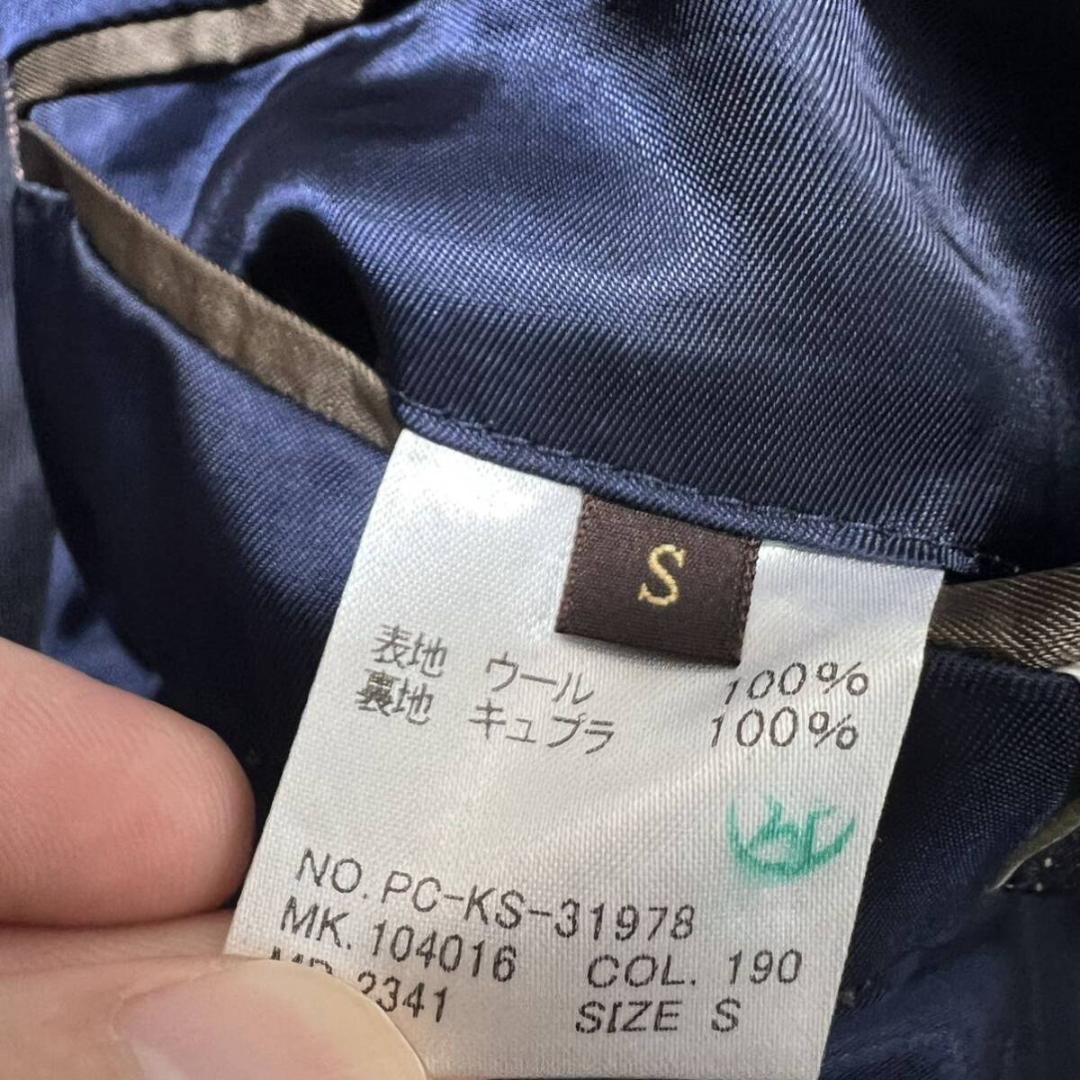 S
表地 ウール 100%
裏地 キュプラ 100%
NO. PC-KS-31978
MK. 104016 COL. 190
2341 SIZE S